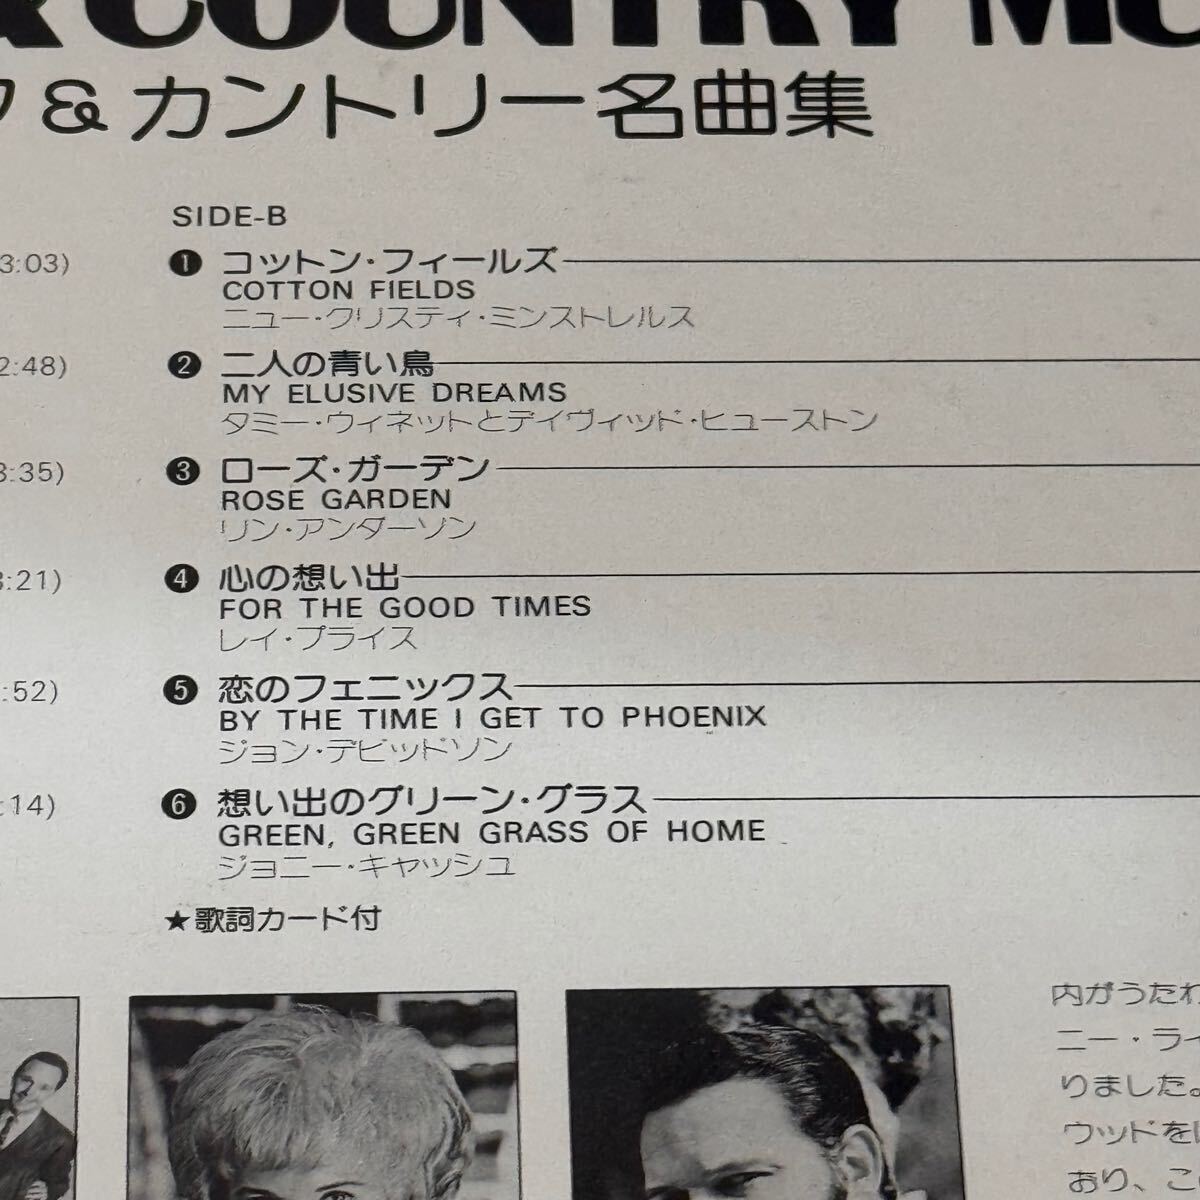 & COUNTRY MU
ク&カントリー名曲集
SIDE-B
3:03)
❶ コットン・フィールズ
COTTON FIELDS
ニュー・クリスティ・ミンストレルス
2:48)
❷ 二人の青い鳥
MY ELUSIVE DREAMS
タミー・ウィネットとデイヴィッド・ヒューストン
3:35)
❸ ローズ・ガーデン
ROSE GARDEN
リン・アンダーソン
3:21)
❹ 心の想い出
FOR THE GOOD TIMES
レイ・プライス
:52)
❺ 恋のフェニックス
BY THE TIME I GET TO PHOENIX
ジョン・デビッドソン
:14)
❻ 想い出のグリーン・グラス
GREEN, GREEN GRASS OF HOME
ジョニー・キャッシュ
★歌詞カード付
内がうたわ
ニー・ライ
りました。
ウッドをは
おり、こ